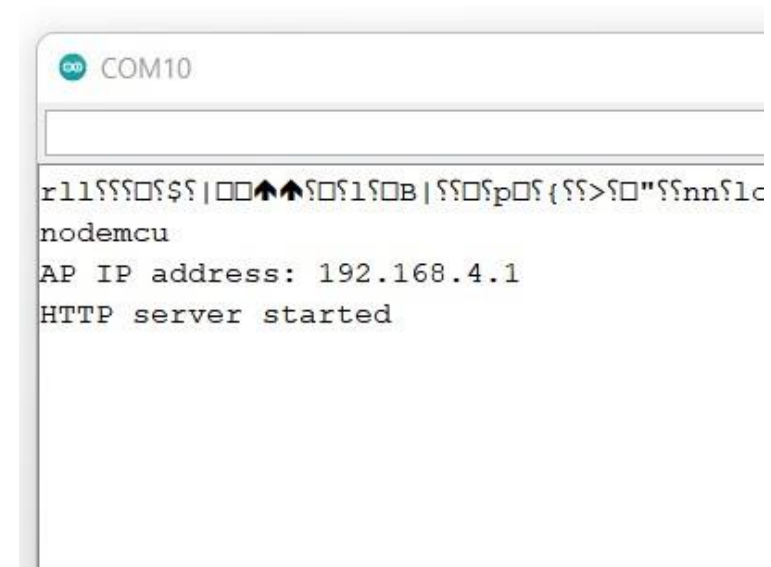 COM10
nodemcu
AP IP address: 192.168.4.1
HTTP server started